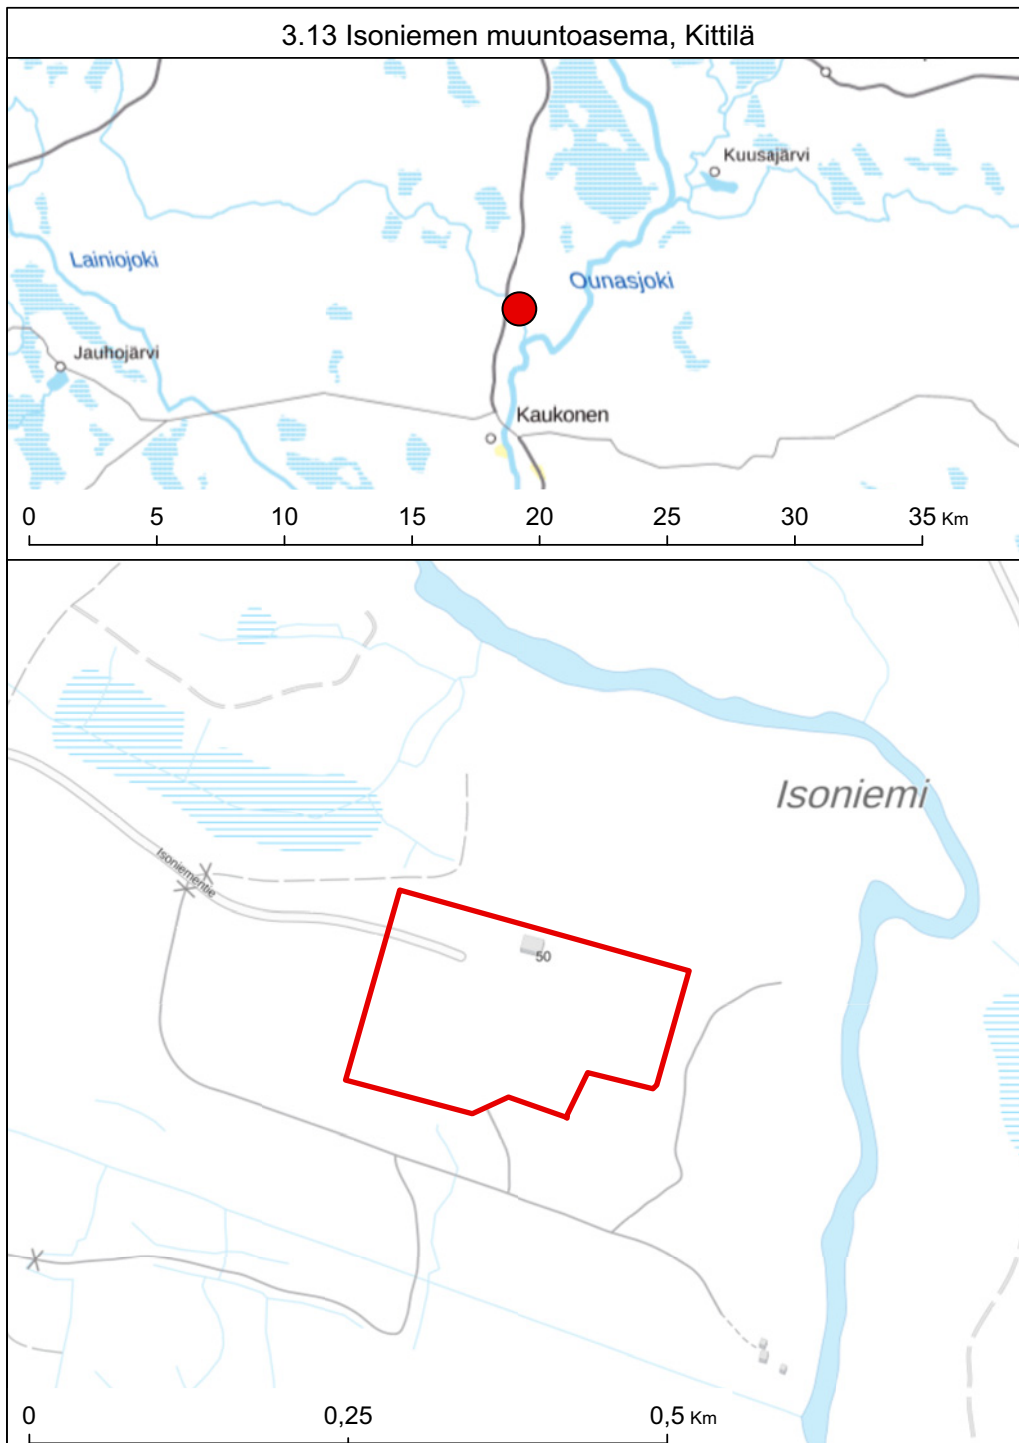 3.13 Isoniemen muuntoasema, Kittilä
Kuusajärvi
Lainiojoki
Ounasjoki
Jauhojärvi
Kaukonen
0 5 10 15 20 25 30 35 Km
Isoniemi
Isoniementie
50
0 0,25 0,5 Km